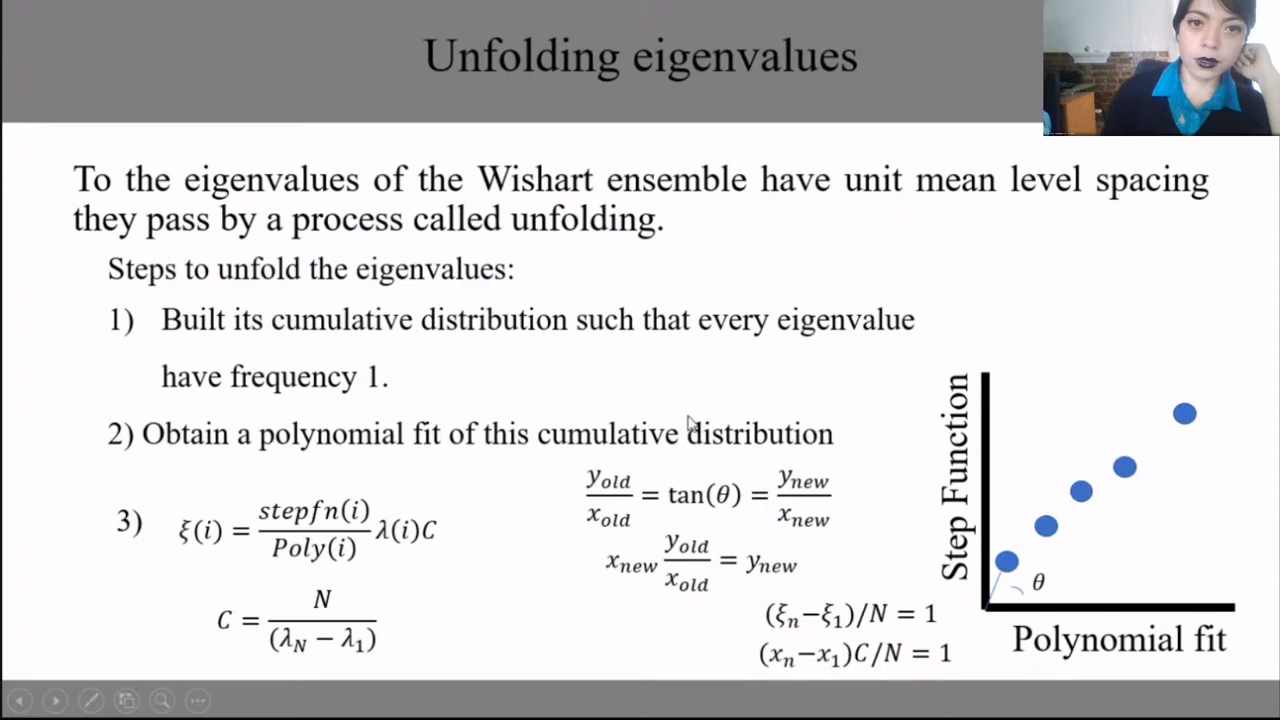 Unfolding eigenvalues
To the eigenvalues of the Wishart ensemble have unit mean level spacing
they pass by a process called unfolding.
Steps to unfold the eigenvalues:
1) Built its cumulative distribution such that every eigenvalue
have frequency 1.
2) Obtain a polynomial fit of this cumulative distribution
3) ξ(i) = stepfn(i)/Poly(i) λ(i)C
C = N/(λ_N − λ_1)
y_old/x_old = tan(θ) = y_new/x_new
x_new y_old/x_old = y_new
(ξ_n−ξ_1)/N = 1
(x_n−x_1)C/N = 1
Step Function
θ
Polynomial fit